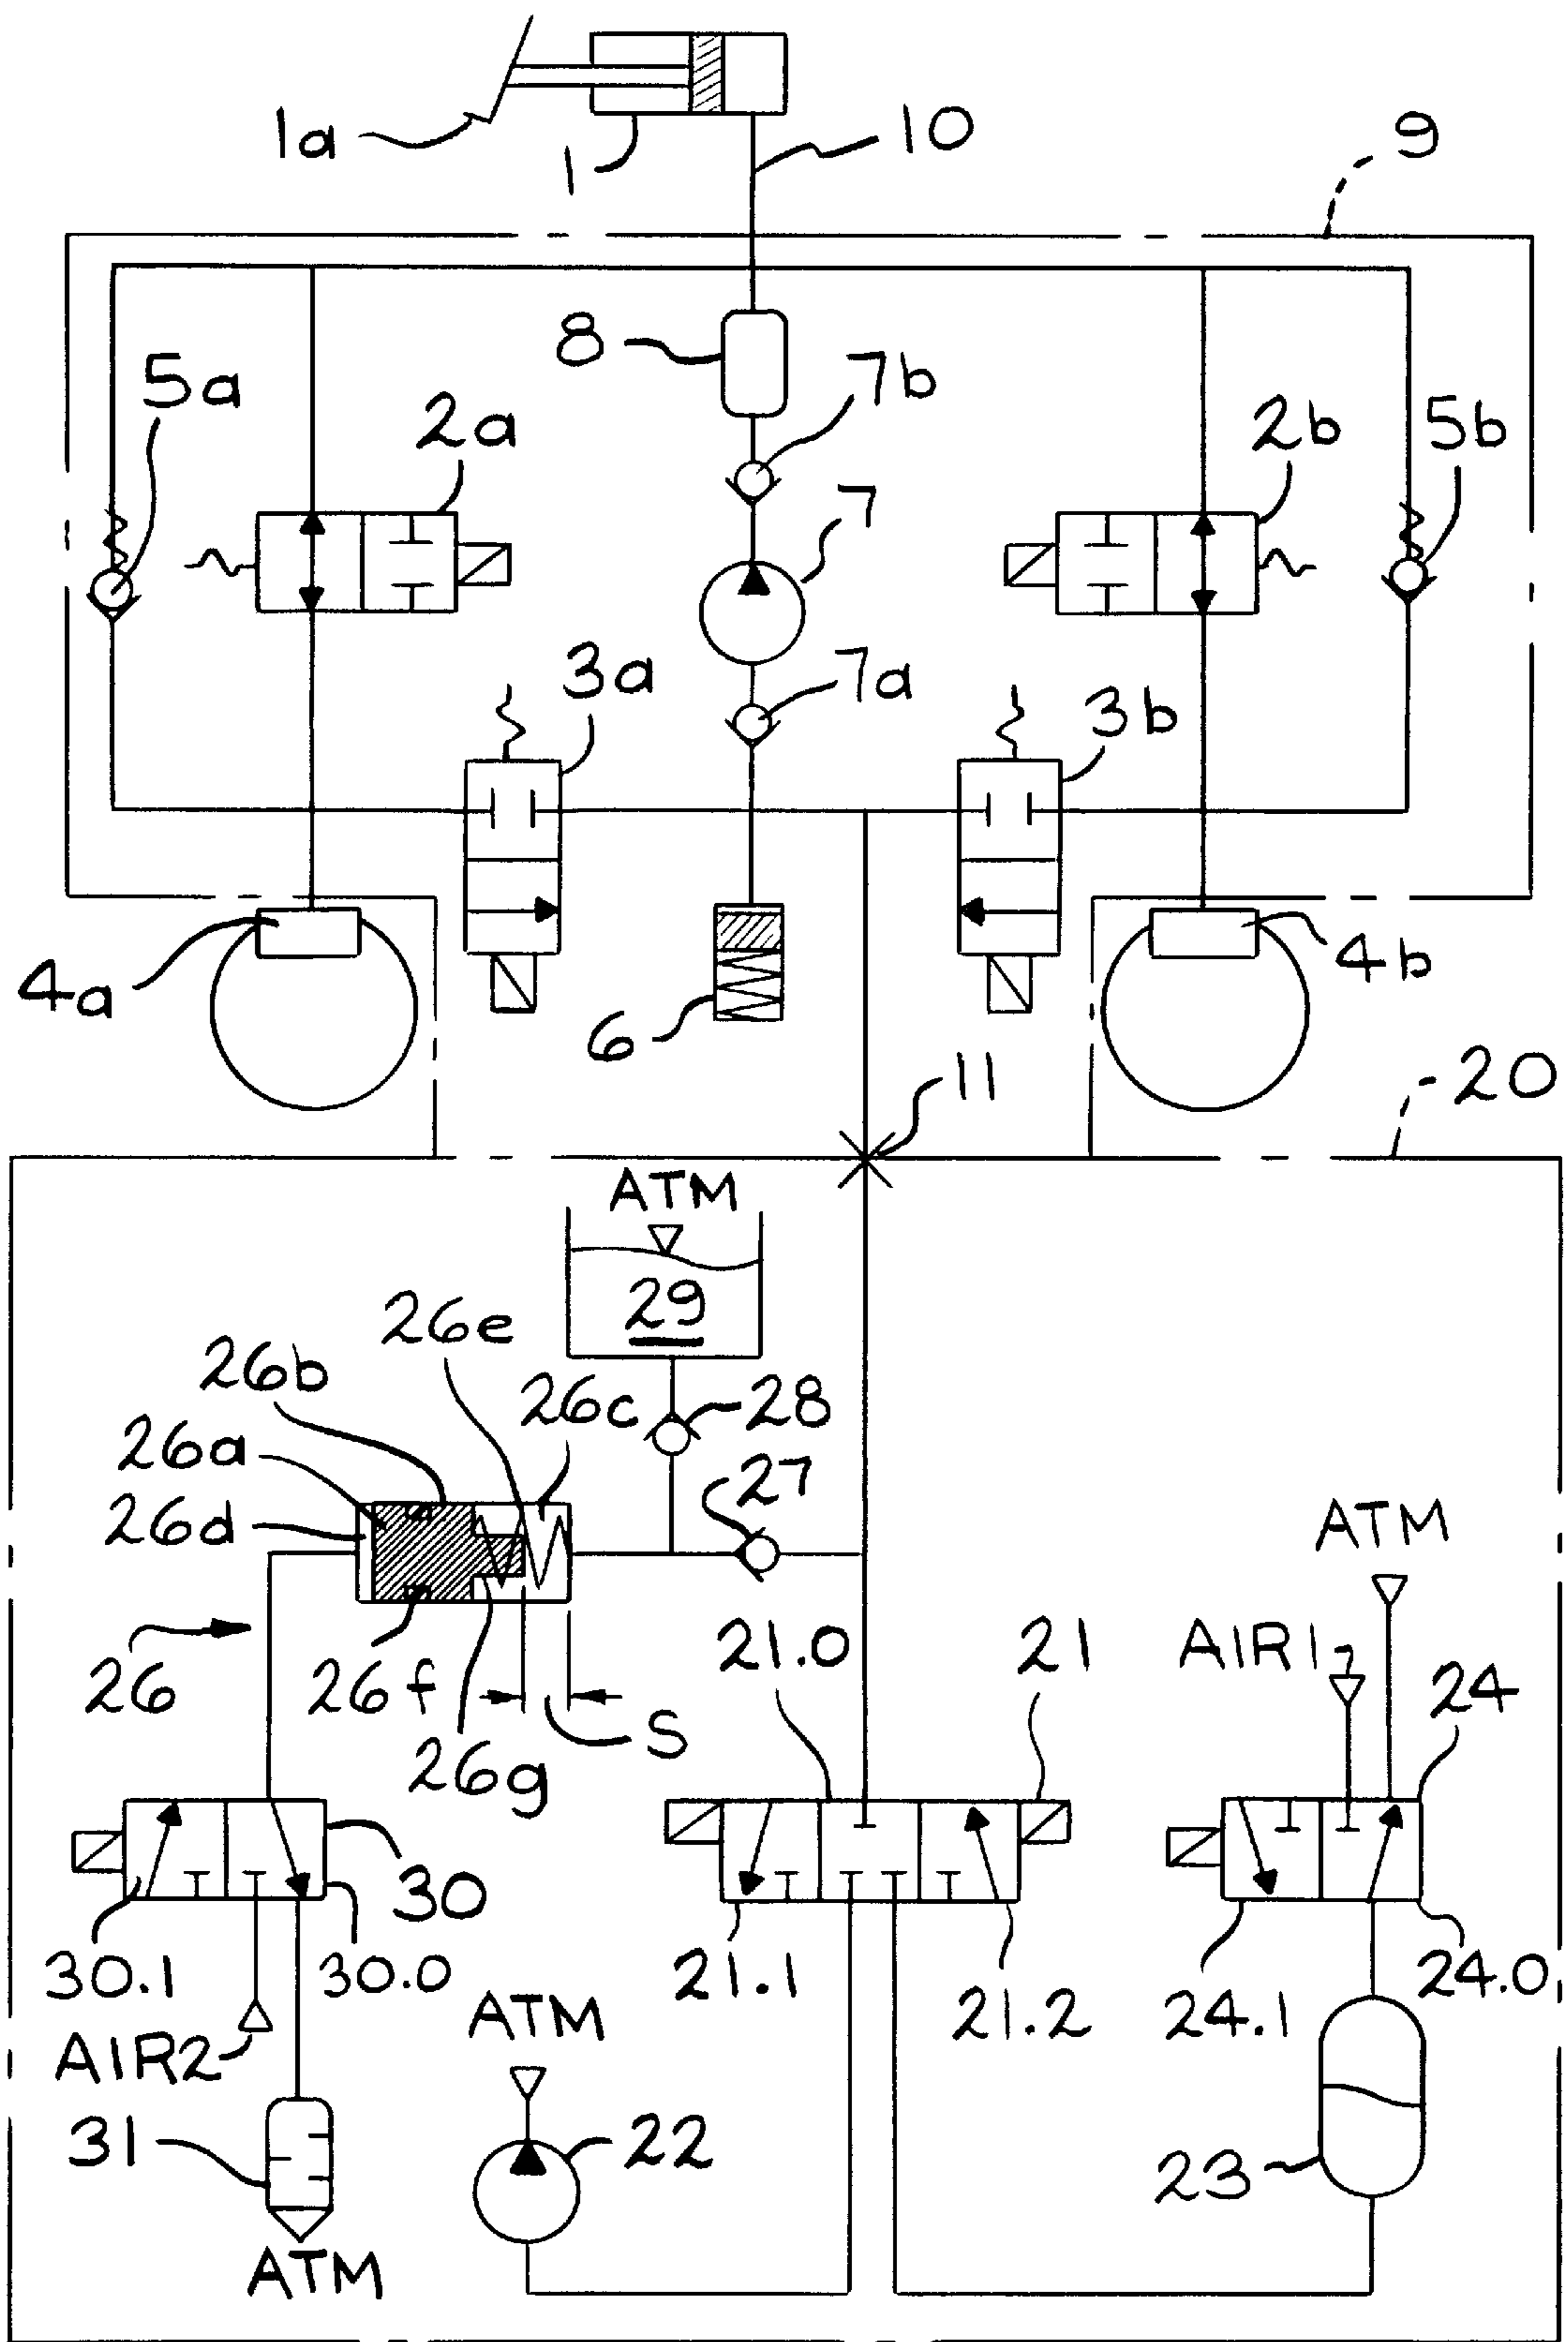 1a
1
10
9
8
7b
5a
2a
2b
5b
7
3a
7a
3b
4a
6
4b
11
20
ATM
29
26e
26b
26c
28
26a
27
26d
ATM
21.0
21
AIR1
26
26f
S
24
26g
30
30.1
30.0
21.1
24.0
ATM
21.2
24.1
AIR2
31
22
23
ATM